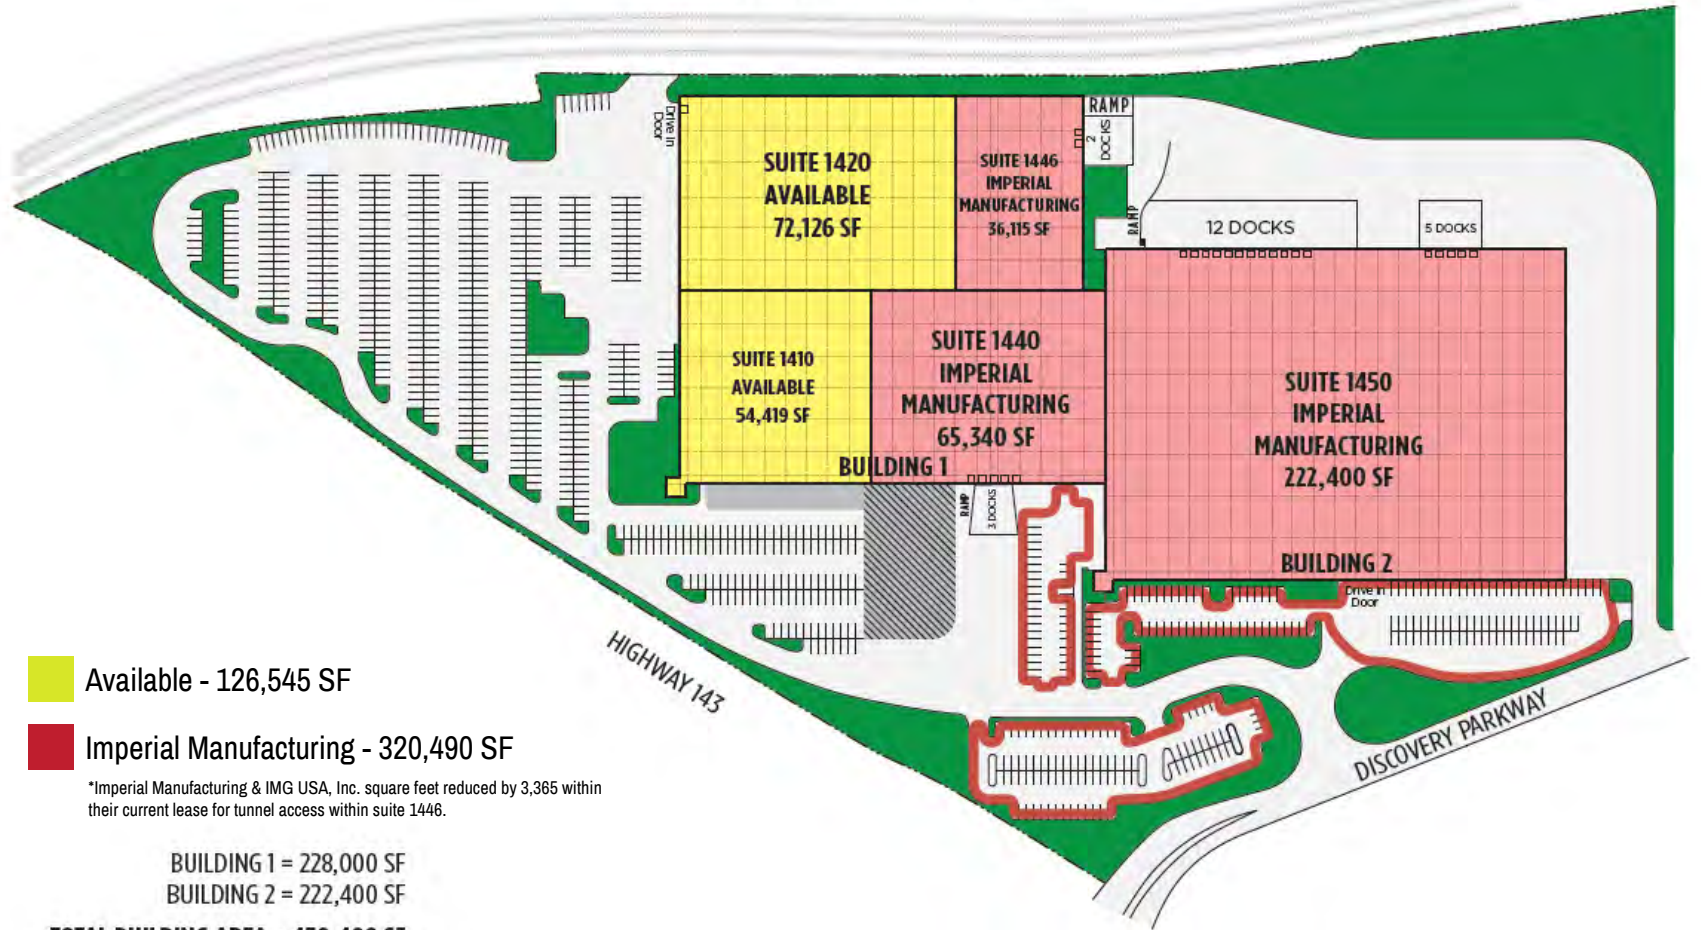 Drive In
Door
SUITE 1420
AVAILABLE
72,126 SF
SUITE 1446
IMPERIAL
MANUFACTURING
36,115 SF
RAMP
2
DOCKS
RAMP
12 DOCKS
5 DOCKS
SUITE 1410
AVAILABLE
54,419 SF
SUITE 1440
IMPERIAL
MANUFACTURING
65,340 SF
BUILDING 1
SUITE 1450
IMPERIAL
MANUFACTURING
222,400 SF
BUILDING 2
RAMP
3 DOCKS
Drive In
Door
HIGHWAY 143
DISCOVERY PARKWAY
Available - 126,545 SF
Imperial Manufacturing - 320,490 SF
*Imperial Manufacturing & IMG USA, Inc. square feet reduced by 3,365 within
their current lease for tunnel access within suite 1446.
BUILDING 1 = 228,000 SF
BUILDING 2 = 222,400 SF